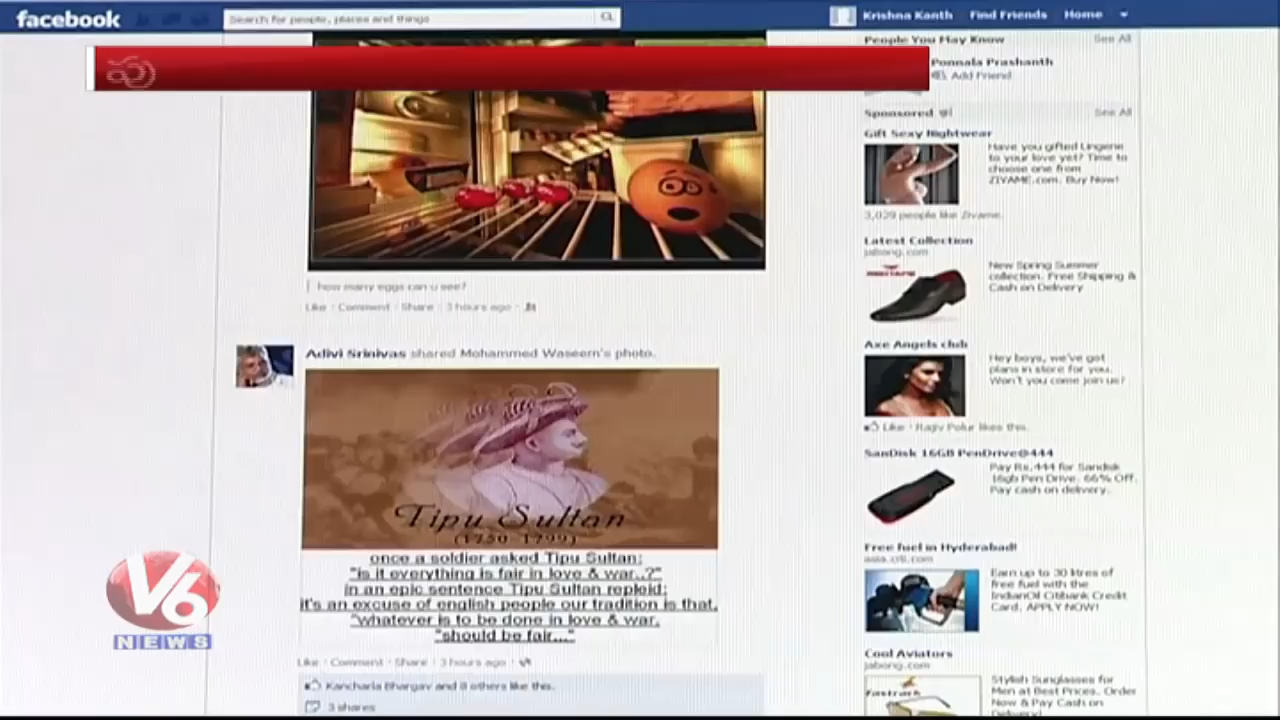 facebook
Search for people, places and things
Krishna Kanth
Find Friends
Home
People You May Know
See All
Ponnala Prashanth
Add Friend
Sponsored
See All
Gift Sexy Nightwear
Have you gifted Lingerie
to your love yet? Time to
choose one from
ZIVAME.com. Buy Now!
3,029 people like Zivame.
Latest Collection
jabong.com
New Spring Summer
collection. Free Shipping &
Cash on Delivery
Axe Angels club
Hey boys, we've got
plans in store for you.
Won't you come join us?
Like · Rajiv Polur likes this.
SanDisk 16GB PenDrive@444
Pay Rs.444 for Sandisk
16gb Pen Drive. 66% Off.
Pay cash on delivery.
Free fuel in Hyderabad!
asia.citi.com
Earn up to 30 litres of
free fuel with the
IndianOil Citibank Credit
Card. APPLY NOW!
Cool Aviators
jabong.com
Fastrack
Stylish Sunglasses for
Men at Best Prices. Order
Now & Pay Cash on
Delivery!
how many eggs can u see?
Like · Comment · Share · 3 hours ago ·
Adivi Srinivas shared Mohammed Waseem's photo.
Tipu Sultan
(1750-1799)
once a soldier asked Tipu Sultan:
"is it everything is fair in love & war..?"
in an epic sentence Tipu Sultan repleid:
it's an excuse of english people our tradition is that,
"whatever is to be done in love & war,
"should be fair..."
Like · Comment · Share · 3 hours ago ·
Kancharla Bhargav and 8 others like this.
3 shares
V6
NEWS